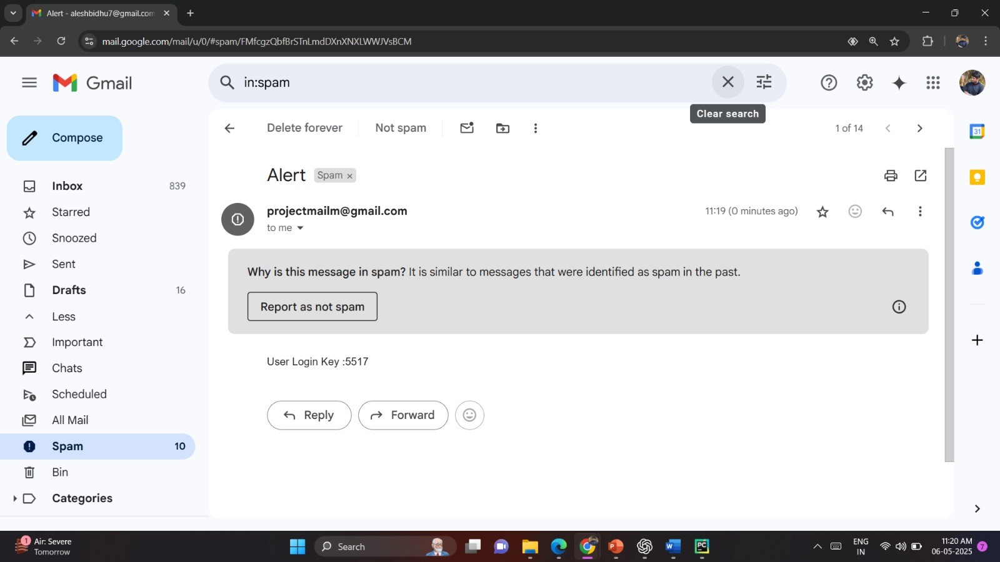 Alert - aleshbidhu7@gmail.com
mail.google.com/mail/u/0/#spam/FMfcgzQbfBrSTnLmdDXnXNXLWWJVsBCM
Gmail
in:spam
Clear search
Compose
Delete forever
Not spam
1 of 14
Inbox 839
Starred
Snoozed
Sent
Drafts 16
Less
Important
Chats
Scheduled
All Mail
Spam 10
Bin
Categories
Alert Spam ×
projectmailm@gmail.com
11:19 (0 minutes ago)
to me
Why is this message in spam? It is similar to messages that were identified as spam in the past.
Report as not spam
User Login Key :5517
Reply
Forward
31
1
Air: Severe
Tomorrow
Search
P
W
PC
ENG
IN
11:20 AM
06-05-2025
7